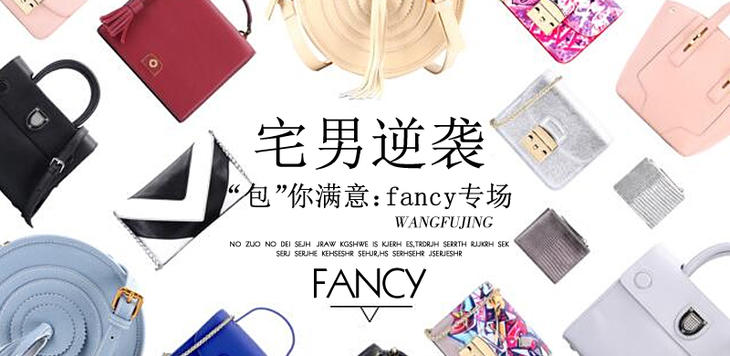 宅男逆袭
“包”你满意:fancy专场
WANGFUJING
NO ZUO NO DEI SEJH JRAW KGSHWE IS KJERH ES,TRDRJH SERRTH RJJKRH SEK
SERJ SERJHE KEHSESHR SEHUR,HS SERHSEHR JSERJESHR
FANCY